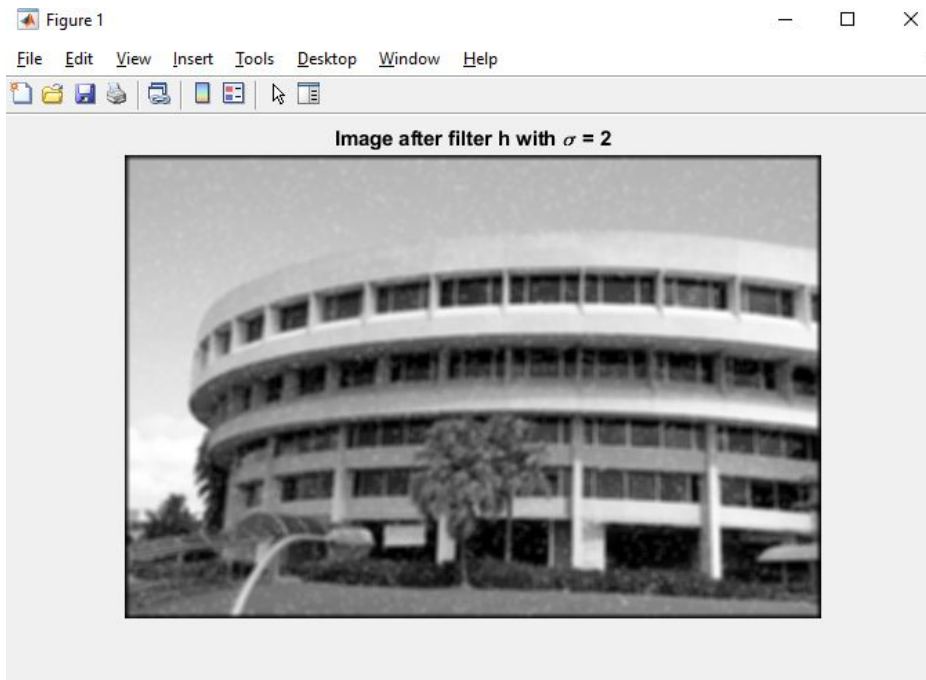 Figure 1
File Edit View Insert Tools Desktop Window Help
Image after filter h with σ = 2